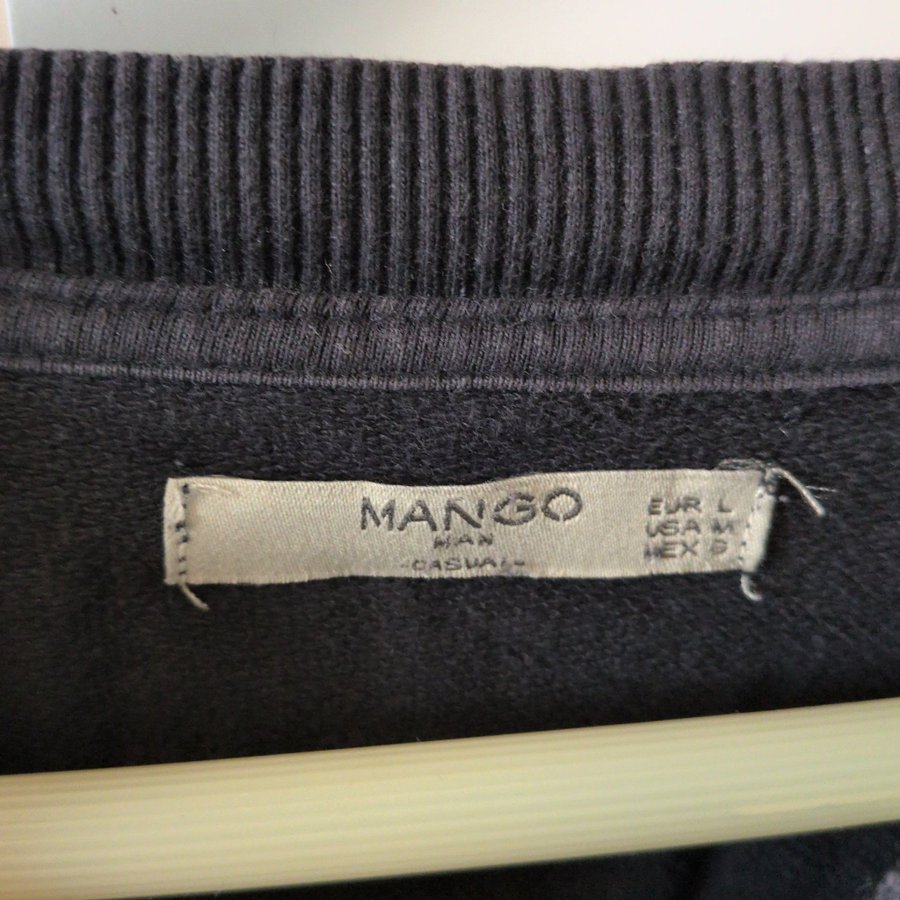 MANGO
MAN
-CASUAL-
EUR L
USA M
MEX G